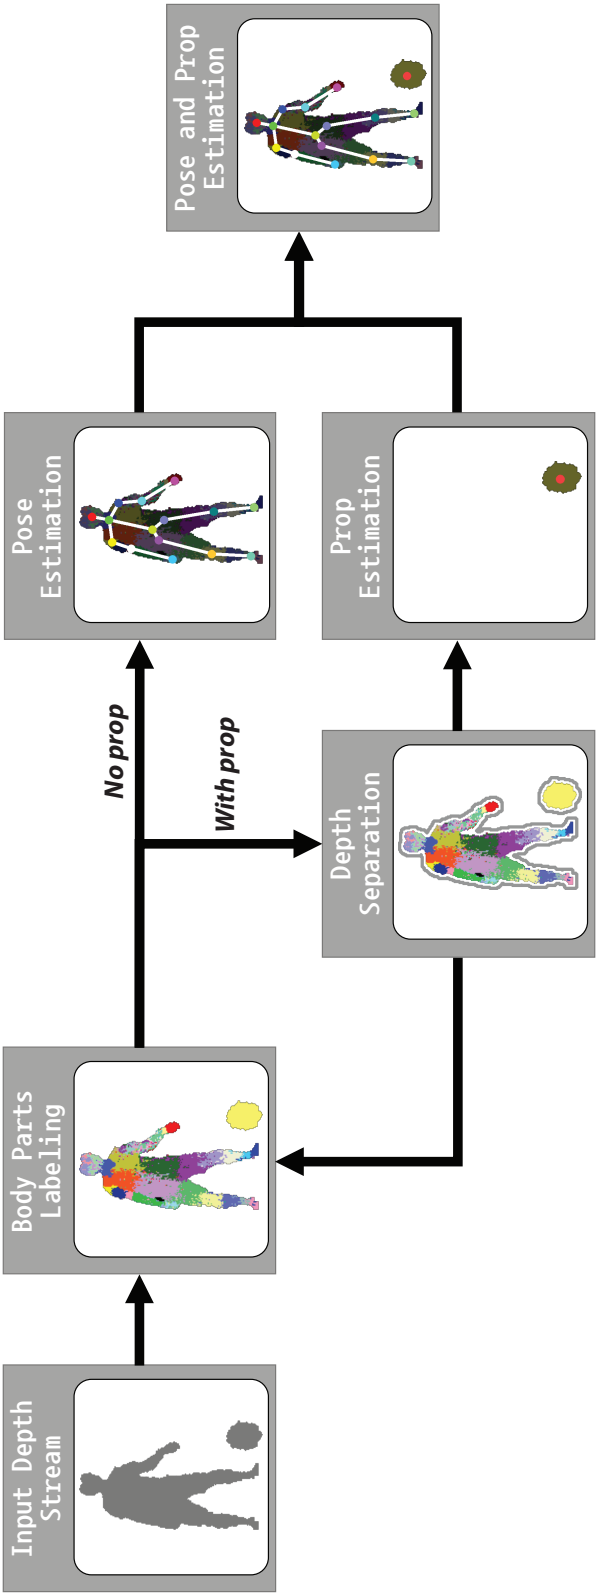 Input Depth
Stream
Body Parts
Labeling
No prop
With prop
Depth
Separation
Pose
Estimation
Prop
Estimation
Pose and Prop
Estimation